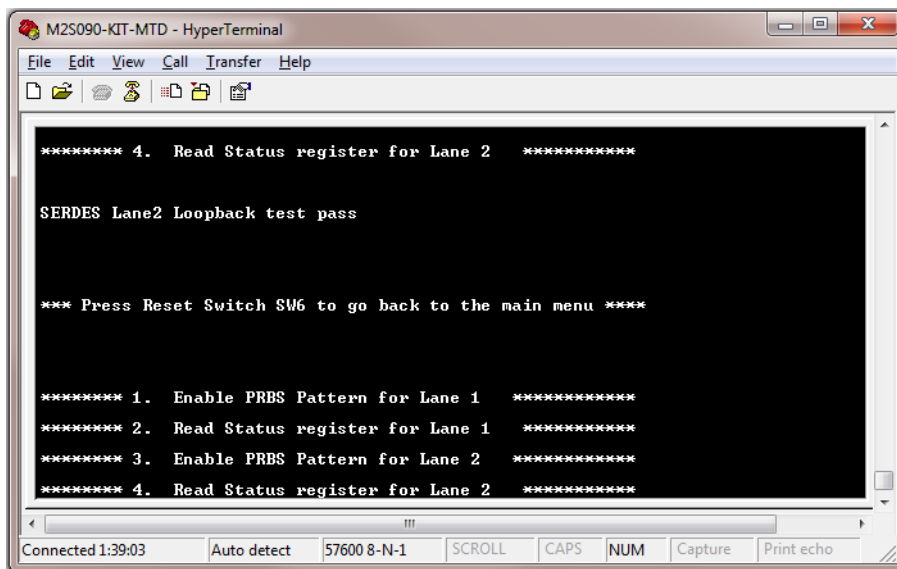 M2S090-KIT-MTD - HyperTerminal
File Edit View Call Transfer Help
******** 4. Read Status register for Lane 2 ***********
SERDES Lane2 Loopback test pass
*** Press Reset Switch SW6 to go back to the main menu ****
******** 1. Enable PRBS Pattern for Lane 1 ************
******** 2. Read Status register for Lane 1 ***********
******** 3. Enable PRBS Pattern for Lane 2 ************
******** 4. Read Status register for Lane 2 ***********
Connected 1:39:03 Auto detect 57600 8-N-1 SCROLL CAPS NUM Capture Print echo